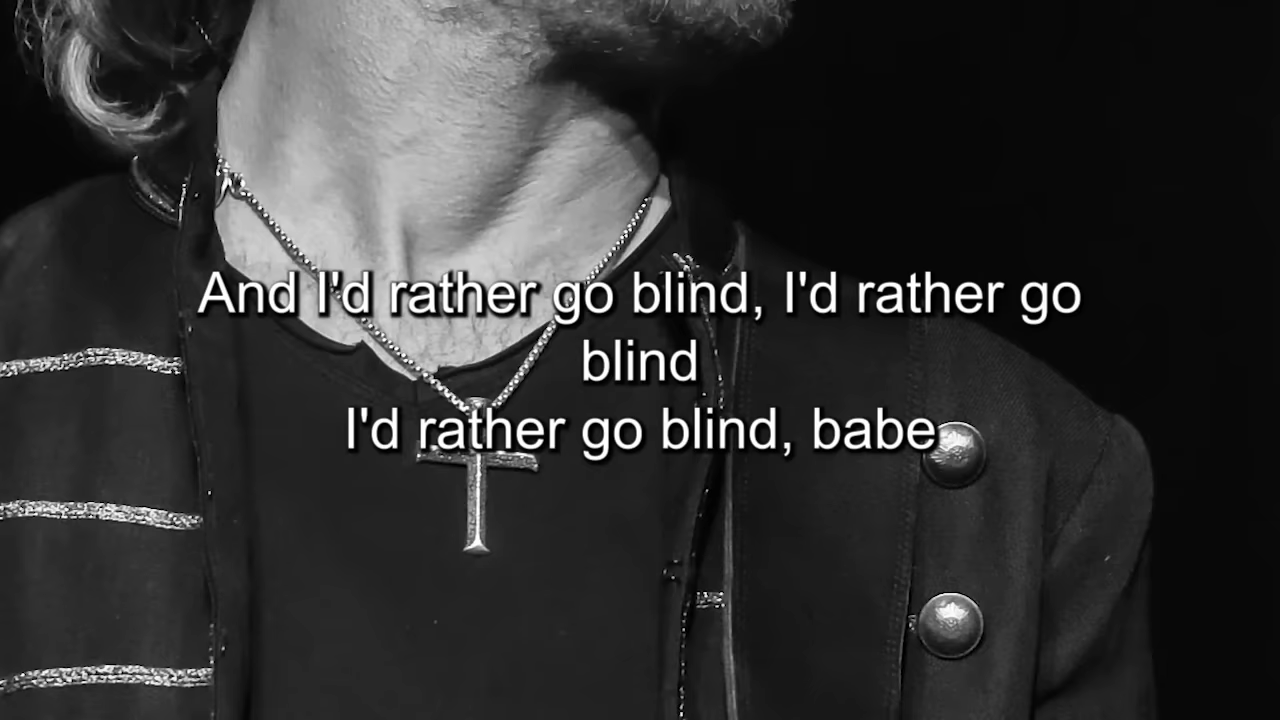 And I'd rather go blind, I'd rather go
blind
I'd rather go blind, babe